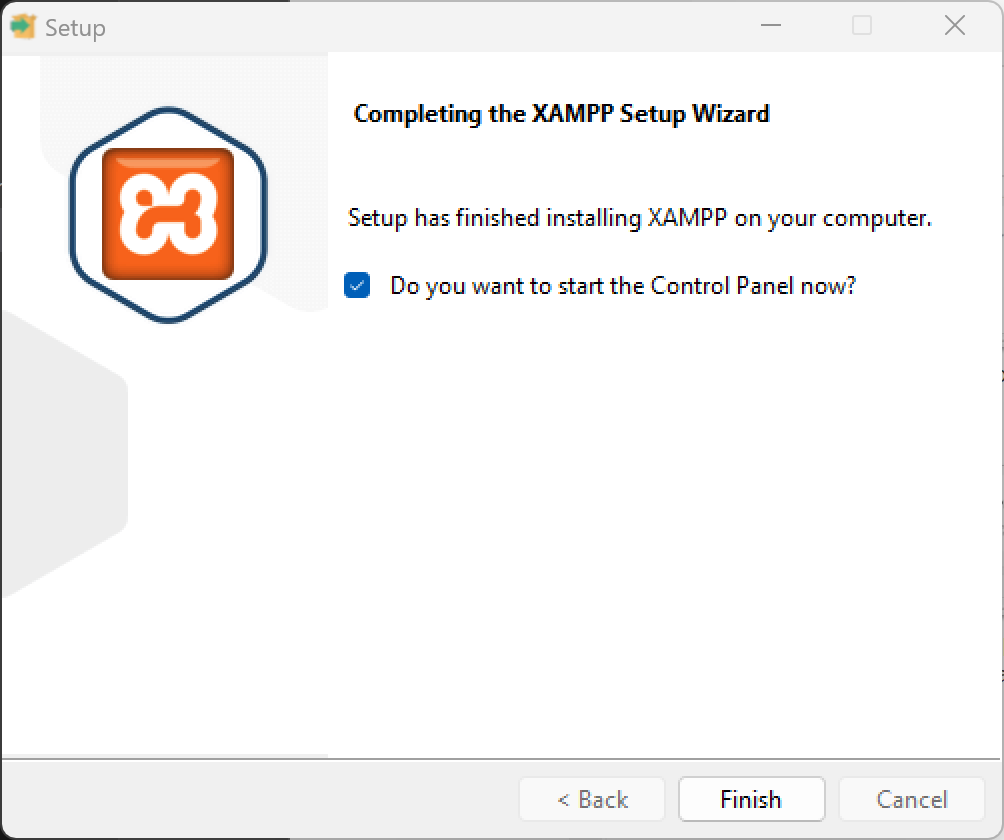 Setup
Completing the XAMPP Setup Wizard
Setup has finished installing XAMPP on your computer.
Do you want to start the Control Panel now?
< Back
Finish
Cancel